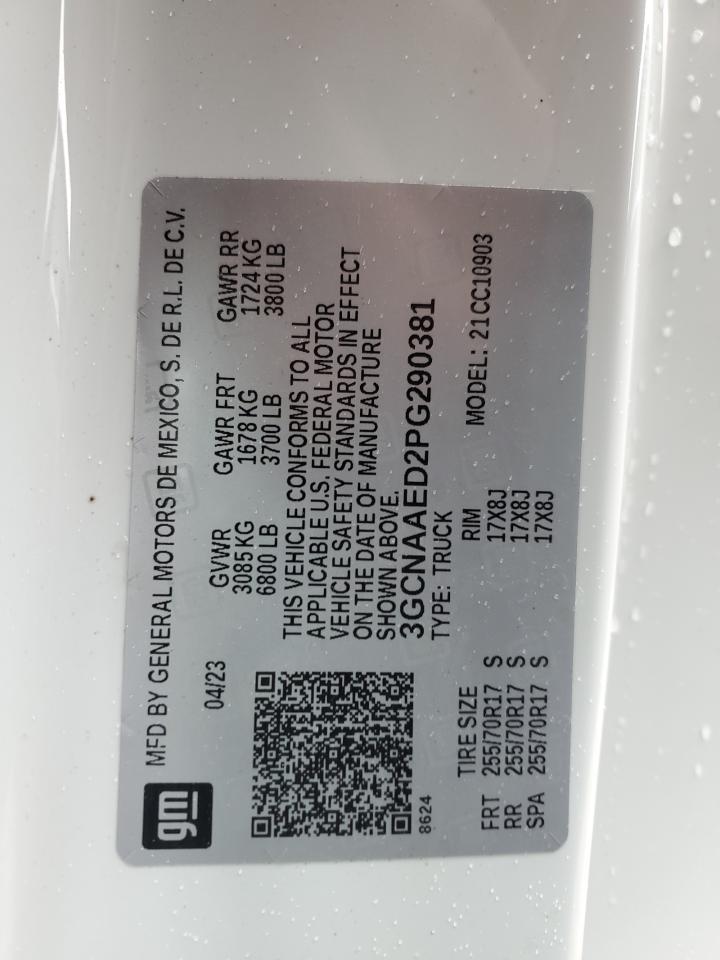 gm
MFD BY GENERAL MOTORS DE MEXICO, S. DE R.L. DE C.V.
04/23
GVWR GAWR FRT GAWR RR
3085 KG 1678 KG 1724 KG
6800 LB 3700 LB 3800 LB
THIS VEHICLE CONFORMS TO ALL
APPLICABLE U.S. FEDERAL MOTOR
VEHICLE SAFETY STANDARDS IN EFFECT
ON THE DATE OF MANUFACTURE
SHOWN ABOVE.
3GCNAAED2PG290381
8624
TYPE: TRUCK
TIRE SIZE RIM MODEL: 21CC10903
FRT 255/70R17 S 17X8J
RR 255/70R17 S 17X8J
SPA 255/70R17 S 17X8J